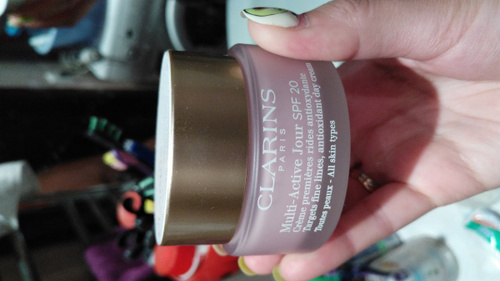 CLARINS
PARIS
Multi-Active Jour SPF 20
Crème premières rides antioxydante
Targets fine lines, antioxidant day cream
Toutes peaux - All skin types